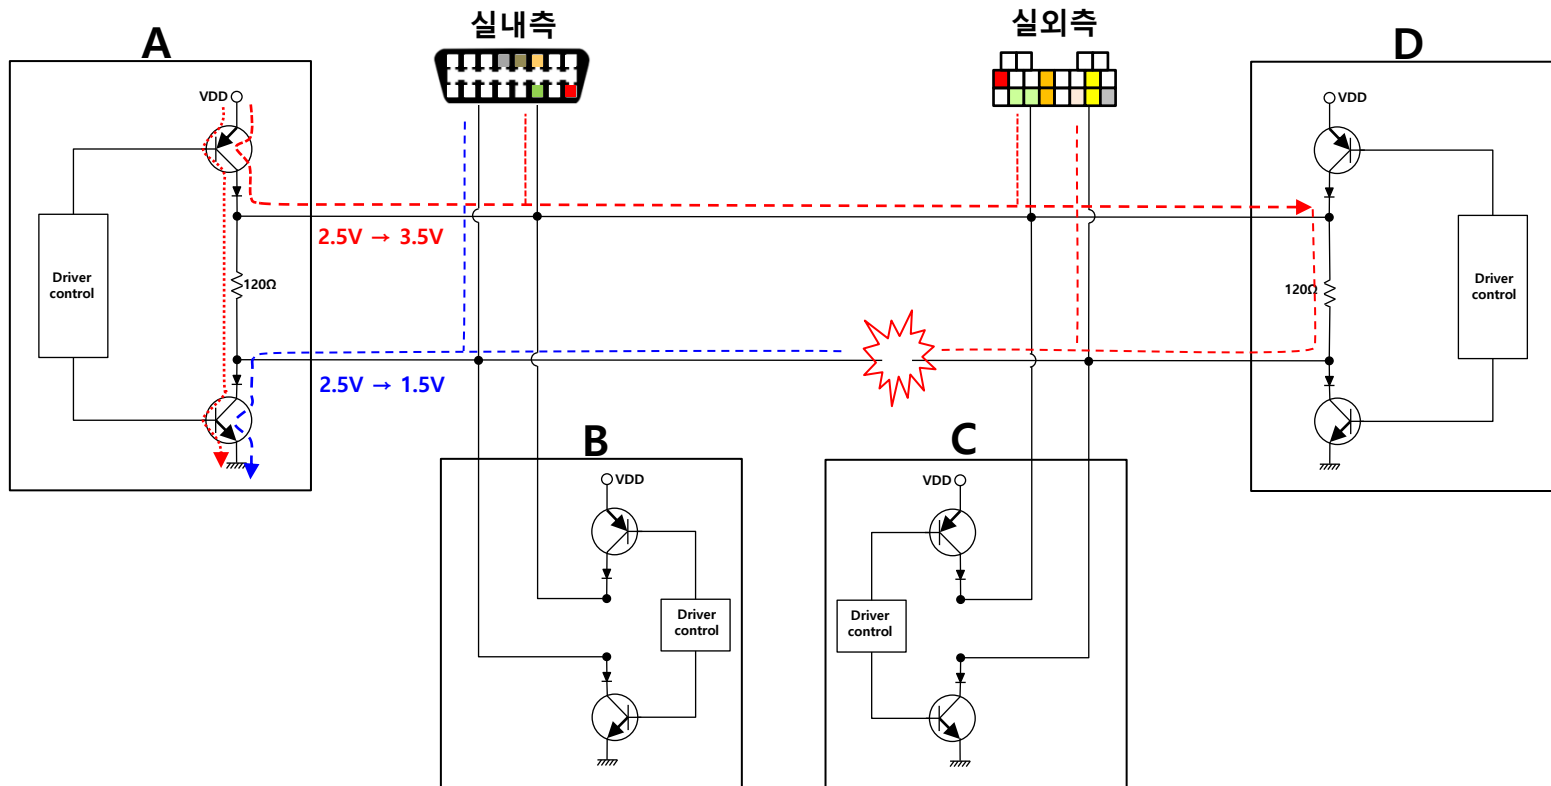 실내측
실외측
A
D
VDD
VDD
2.5V → 3.5V
Driver
control
120Ω
120Ω
Driver
control
2.5V → 1.5V
B
C
VDD
VDD
Driver
control
Driver
control